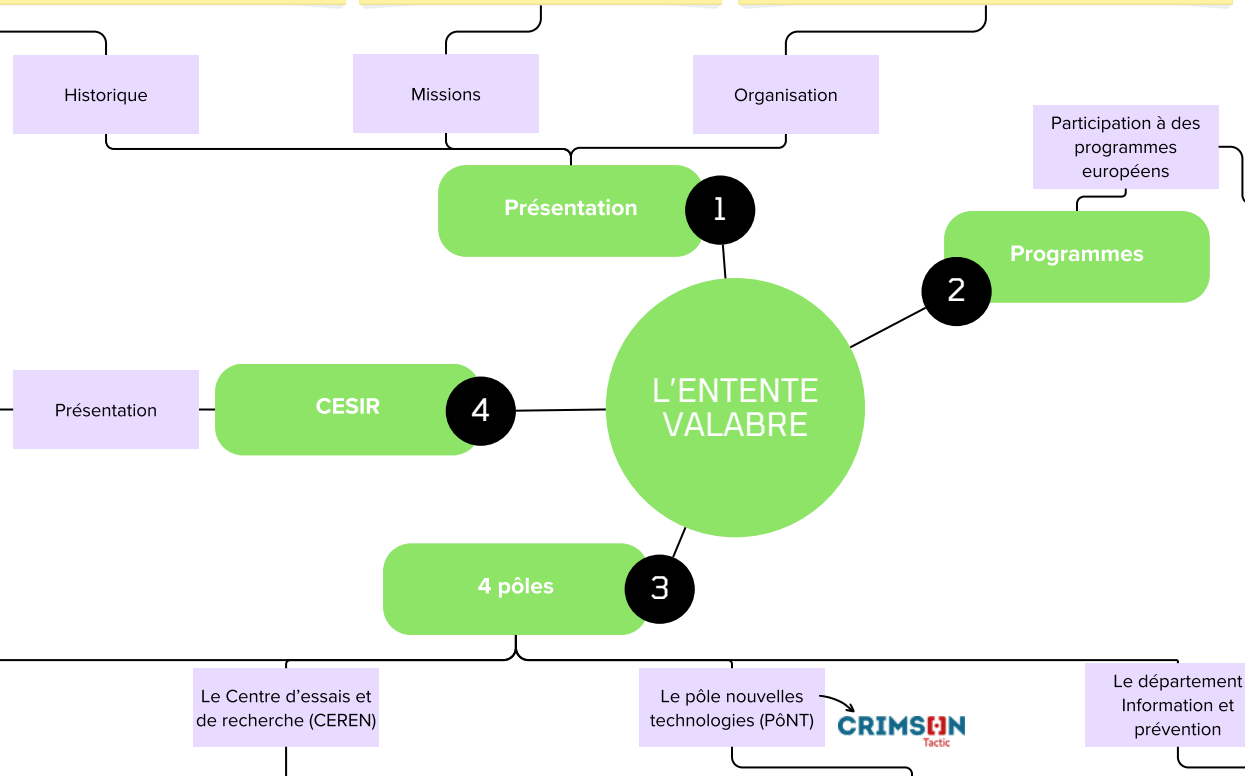 Historique
Missions
Organisation
Participation à des
programmes
européens
Présentation
1
Programmes
2
L'ENTENTE
VALABRE
Présentation
CESIR
4
4 pôles
3
Le Centre d'essais et
de recherche (CEREN)
Le pôle nouvelles
technologies (PôNT)
CRIMSON
Tactic
Le département
Information et
prévention